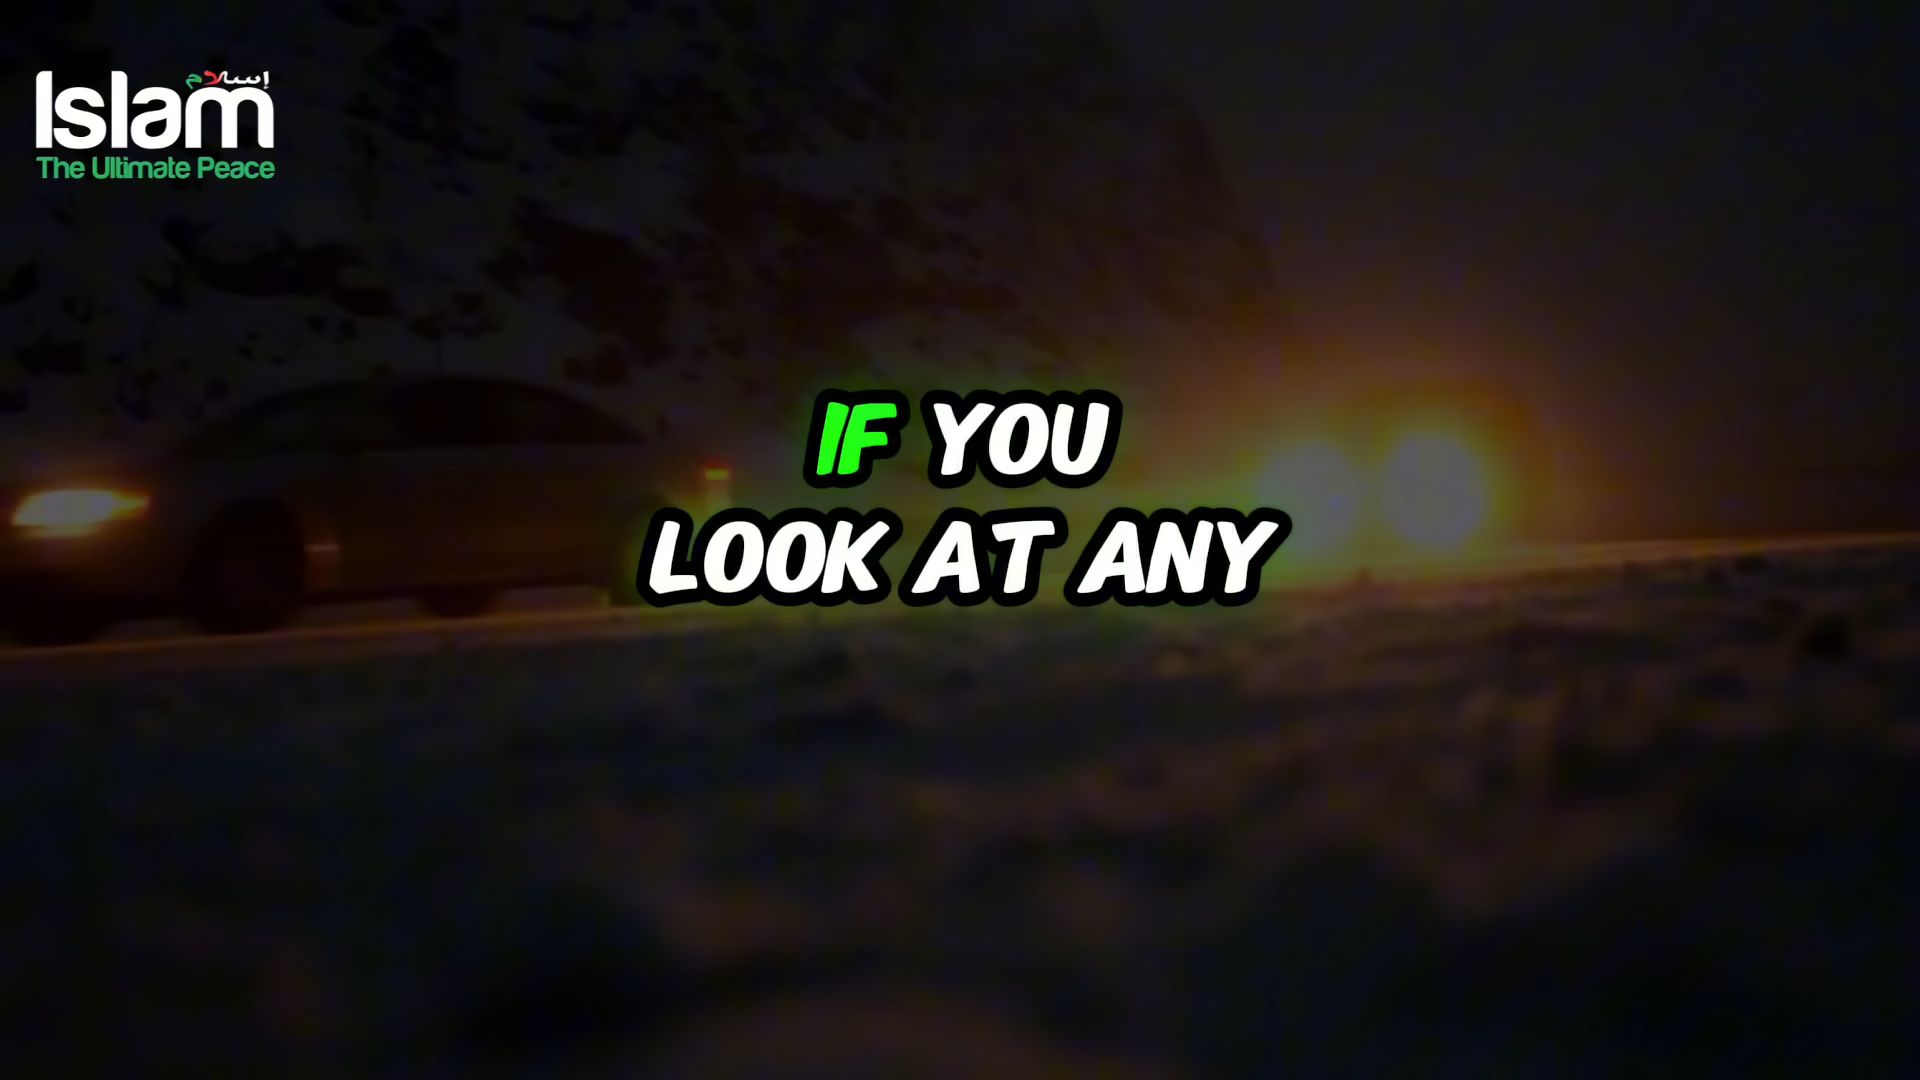 إسلام
Islam
The Ultimate Peace
IF YOU
LOOK AT ANY